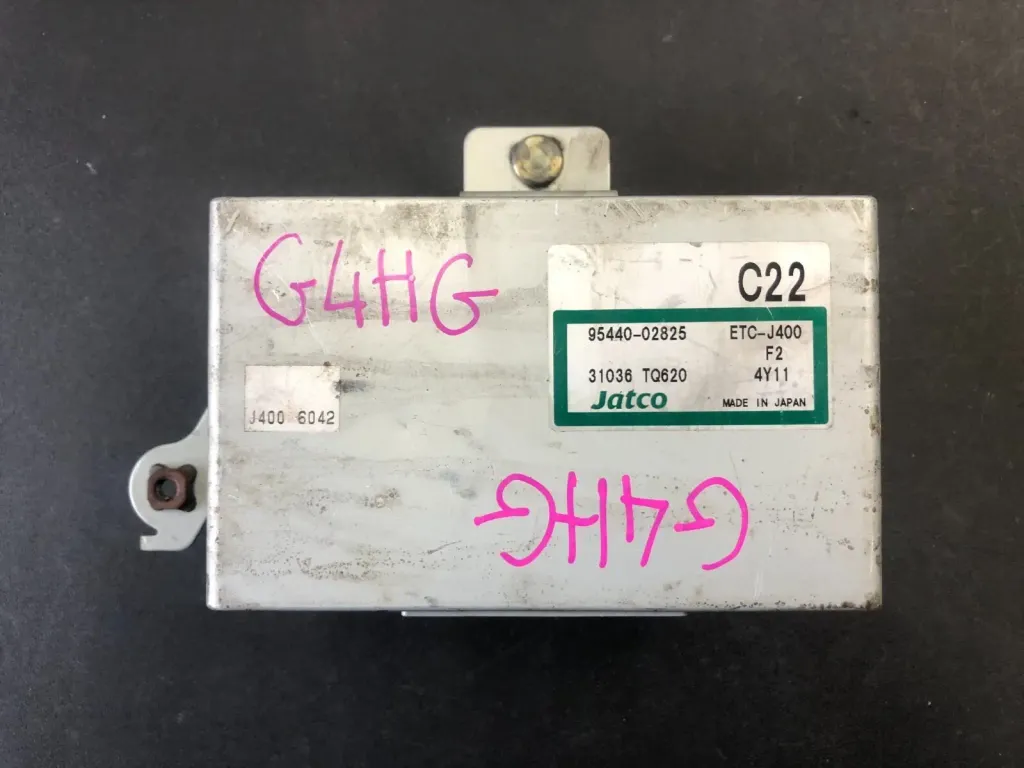 G4HG
C22
95440-02825 ETC-J400
F2
31036 TQ620 4Y11
Jatco MADE IN JAPAN
J400 6042
G4HG